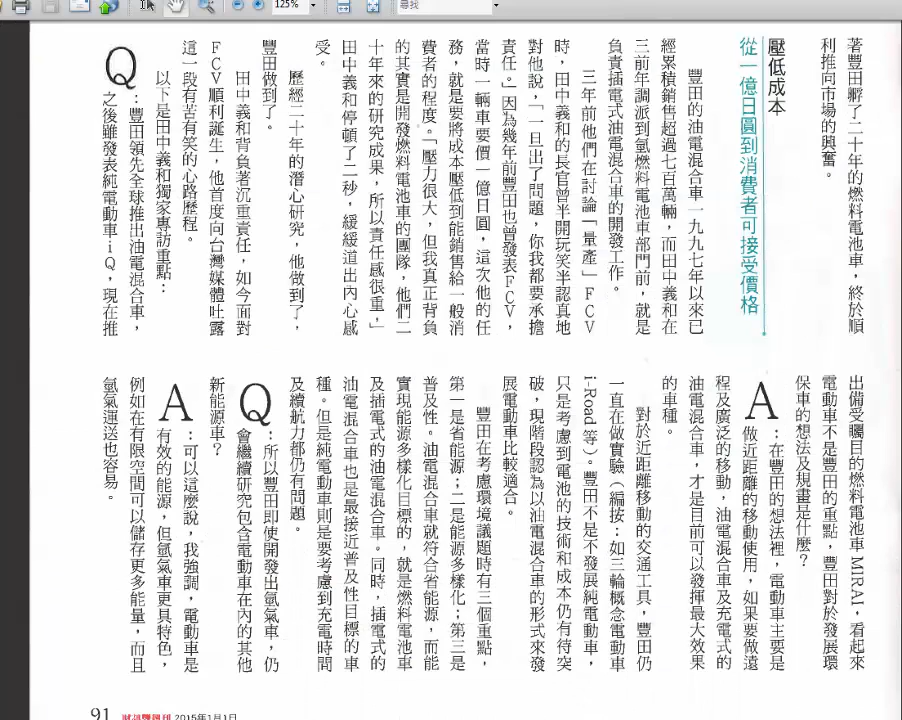 125%
尋找
著豐田孵了二十年的燃料電池車，終於順
利推向市場的興奮。
壓低成本
從一億日圓到消費者可接受價格
豐田的油電混合車一九九七年以來已
經累積銷售超過七百萬輛，而田中義和在
三前年調派到氫燃料電池車部門前，就是
負責插電式油電混合車的開發工作。
三年前他們在討論「量產」FCV
時，田中義和的長官曾半開玩笑半認真地
對他說，「一旦出了問題，你我都要承擔
責任。」因為幾年前豐田也曾發表FCV，
當時一輛車要價一億日圓，這次他的任
務，就是要將成本壓低到能銷售給一般消
費者的程度。「壓力很大，但我真正背負
的其實是開發燃料電池車的團隊，他們二
十年來的研究成果，所以責任感很重，」
田中義和停頓了二秒，緩緩道出內心感
受。
歷經二十年的潛心研究，他做到了，
豐田做到了。
田中義和背負著沉重責任，如今面對
FCV順利誕生，他首度向台灣媒體吐露
這一段有苦有笑的心路歷程。
以下是田中義和獨家專訪重點：
Q：豐田領先全球推出油電混合車，
之後雖發表純電動車iQ，現在推
出備受矚目的燃料電池車MIRAI，看起來
電動車不是豐田的重點，豐田對於發展環
保車的想法及規畫是什麼？
A：在豐田的想法裡，電動車主要是
做近距離的移動使用，如果要做遠
程及廣泛的移動，油電混合車及充電式的
油電混合車，才是目前可以發揮最大效果
的車種。
對於近距離移動的交通工具，豐田仍
一直在做實驗（編按：如三輪概念電動車
i-Road等）。豐田不是不發展純電動車，
只是考慮到電池的技術和成本仍有待突
破，現階段認為以油電混合車的形式來發
展電動車比較適合。
豐田在考慮環境議題時有三個重點，
第一是省能源；二是能源多樣化；第三是
普及性。油電混合車就符合省能源，而能
實現能源多樣化目標的，就是燃料電池車
及插電式的油電混合車。同時，插電式的
油電混合車也是最接近普及性目標的車
種。但是純電動車則是要考慮到充電時間
及續航力都仍有問題。
Q：所以豐田即使開發出氫氣車，仍
會繼續研究包含電動車在內的其他
新能源車？
A：可以這麼說，我強調，電動車是
有效的能源，但氫氣車更具特色，
例如在有限空間可以儲存更多能量，而且
氫氣運送也容易。
91 財訊雙週刊 2015年1月1日